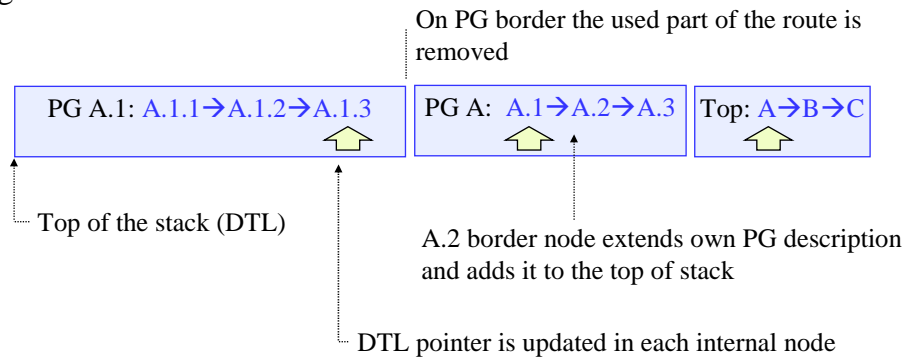 On PG border the used part of the route is
removed
PG A.1: A.1.1→A.1.2→A.1.3
PG A: A.1→A.2→A.3
Top: A→B→C
Top of the stack (DTL)
A.2 border node extends own PG description
and adds it to the top of stack
DTL pointer is updated in each internal node